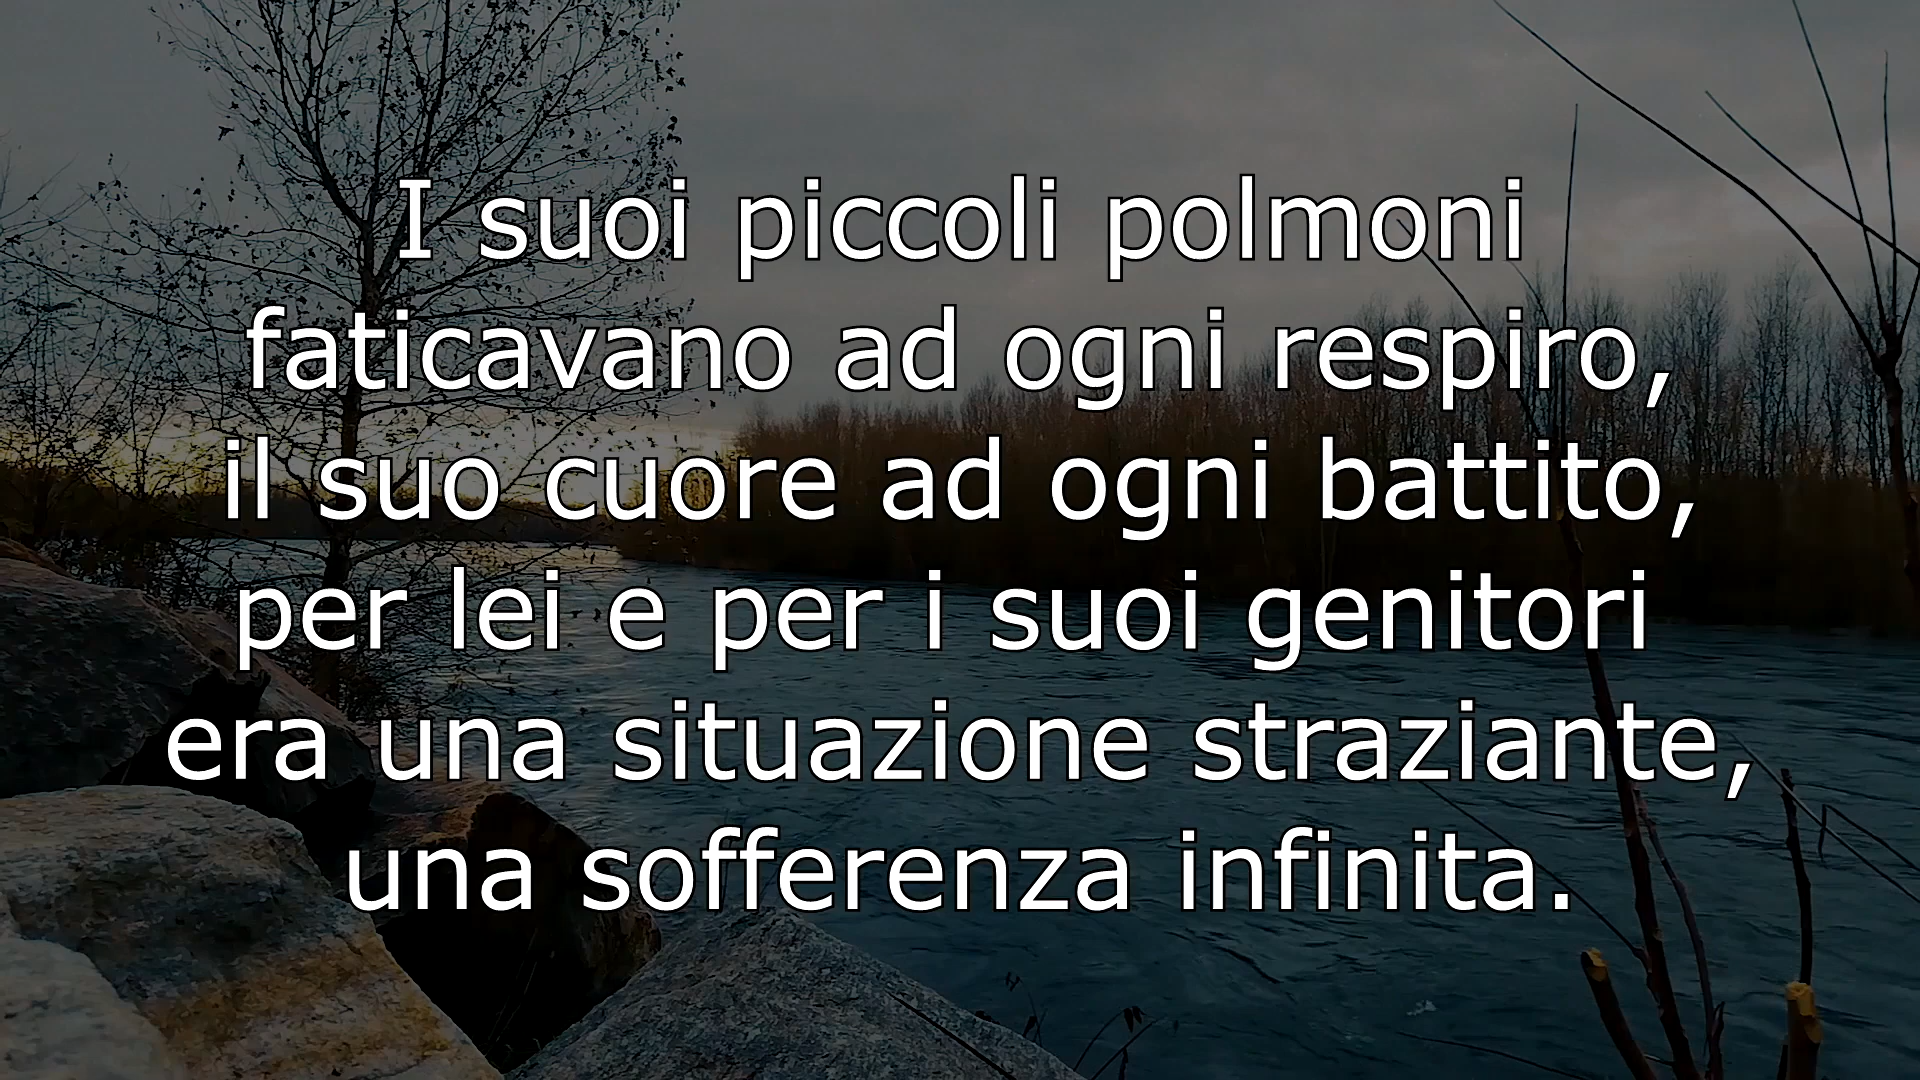 I suoi piccoli polmoni
faticavano ad ogni respiro,
il suo cuore ad ogni battito,
per lei e per i suoi genitori
era una situazione straziante,
una sofferenza infinita.